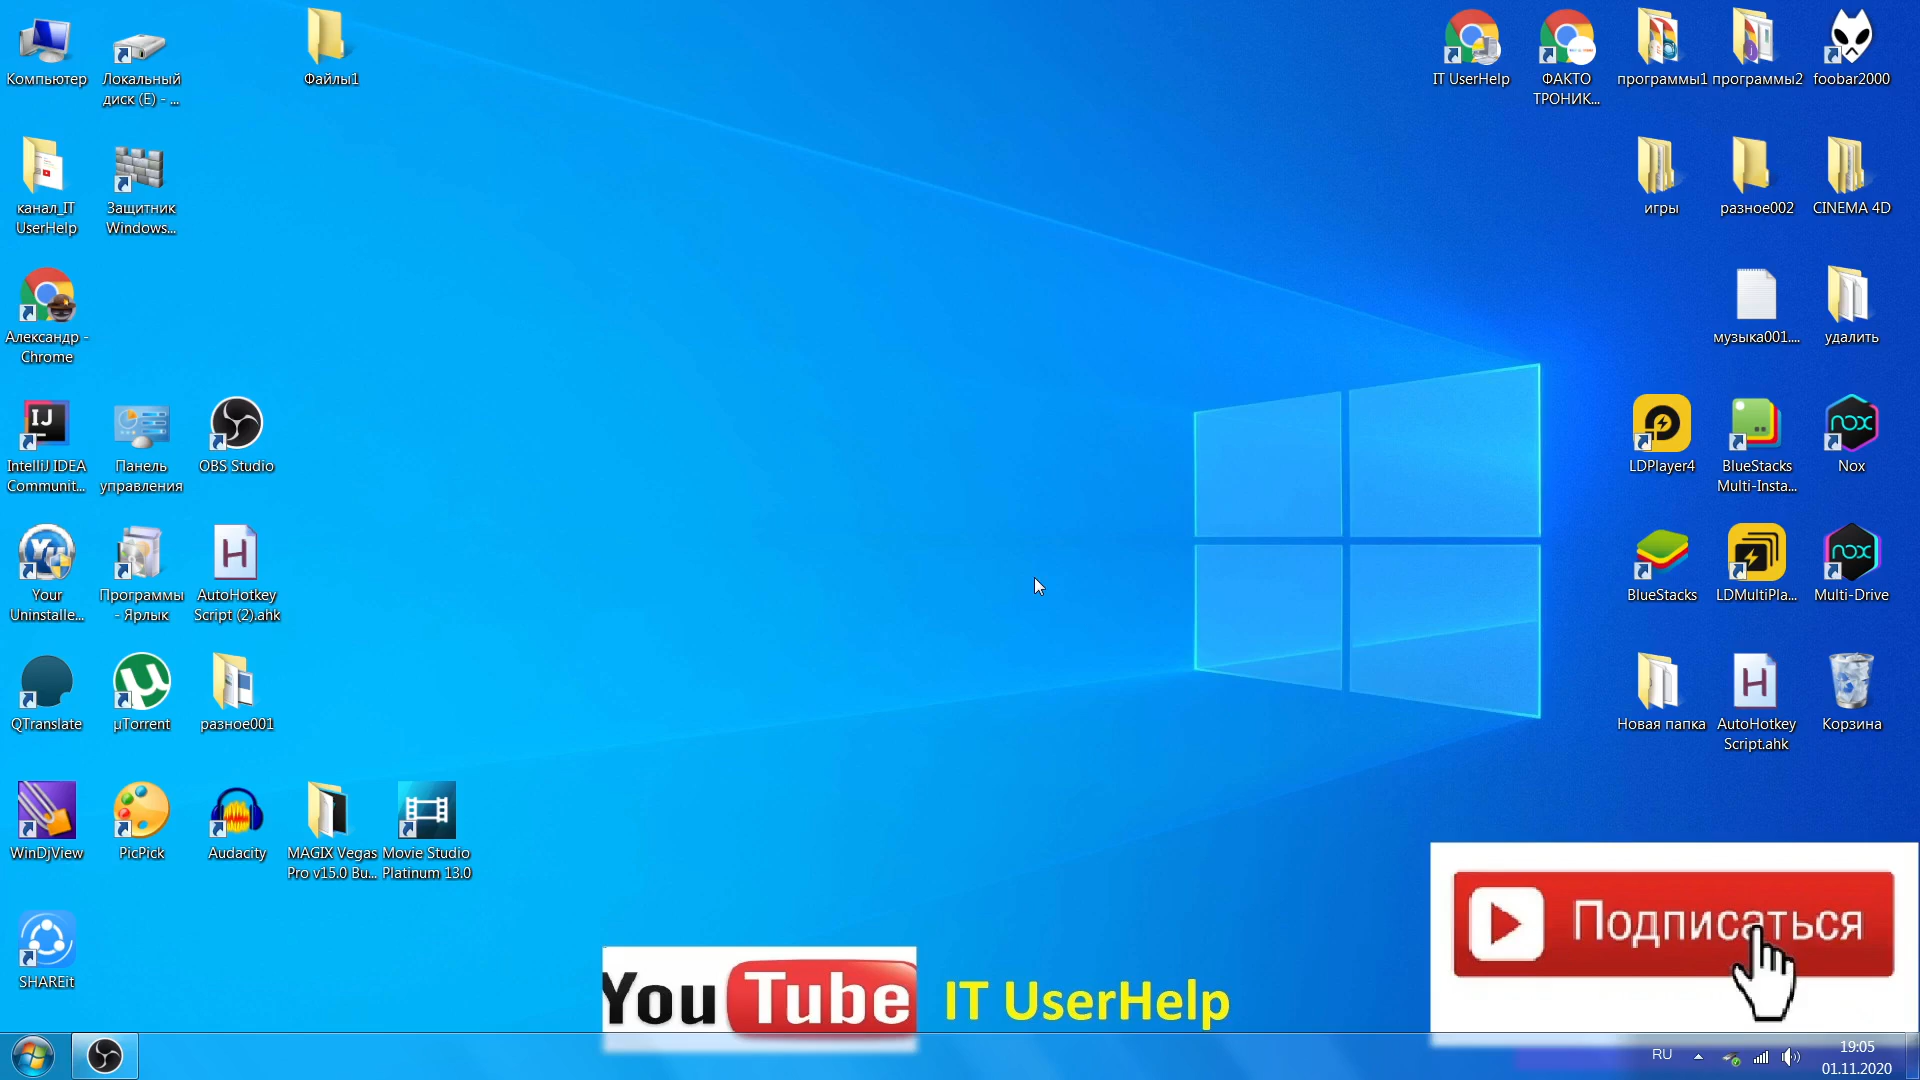 Компьютер
Локальный
диск (E) - ...
Файлы1
IT UserHelp
ФАКТО
ТРОНИК...
программы1
программы2
foobar2000
канал_IT
UserHelp
Защитник
Windows...
игры
разное002
CINEMA 4D
Александр -
Chrome
музыка001....
удалить
IJ
IntelliJ IDEA
Communit...
Панель
управления
OBS Studio
LDPlayer4
BlueStacks
Multi-Insta...
nox
Nox
Yu
Your
Uninstalle...
Программы
- Ярлык
H
AutoHotkey
Script (2).ahk
BlueStacks
LDMultiPla...
nox
Multi-Drive
QTranslate
µ
µTorrent
разное001
Новая папка
H
AutoHotkey
Script.ahk
Корзина
WinDjView
PicPick
Audacity
MAGIX Vegas
Pro v15.0 Bu...
Movie Studio
Platinum 13.0
SHAREit
YouTube
IT UserHelp
Подписаться
RU
19:05
01.11.2020